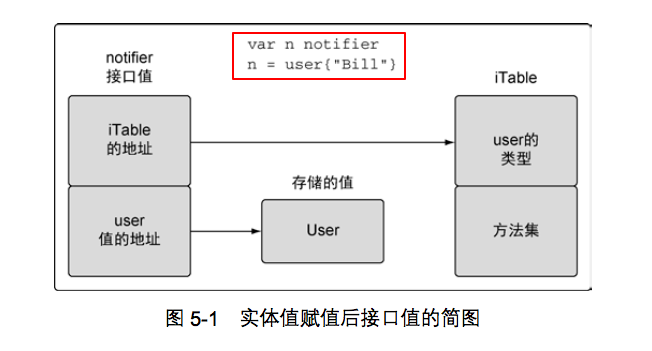 var n notifier
n = user{"Bill"}
notifier
接口值
iTable
iTable
的地址
user的
类型
存储的值
user
值的地址
User
方法集
图 5-1 实体值赋值后接口值的简图